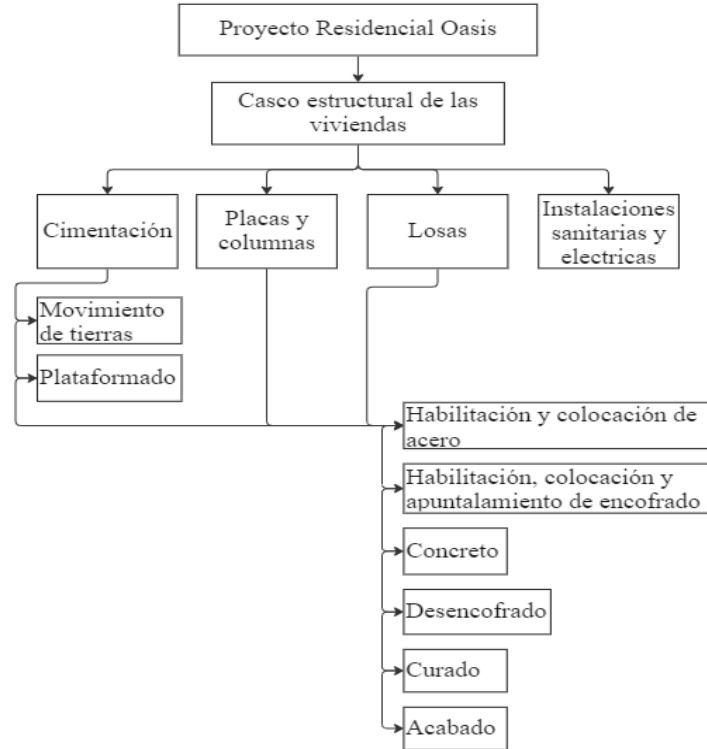 Proyecto Residencial Oasis
Casco estructural de las
viviendas
Cimentación
Placas y
columnas
Losas
Instalaciones
sanitarias y
electricas
Movimiento
de tierras
Plataformado
Habilitación y colocación de
acero
Habilitación, colocación y
apuntalamiento de encofrado
Concreto
Desencofrado
Curado
Acabado